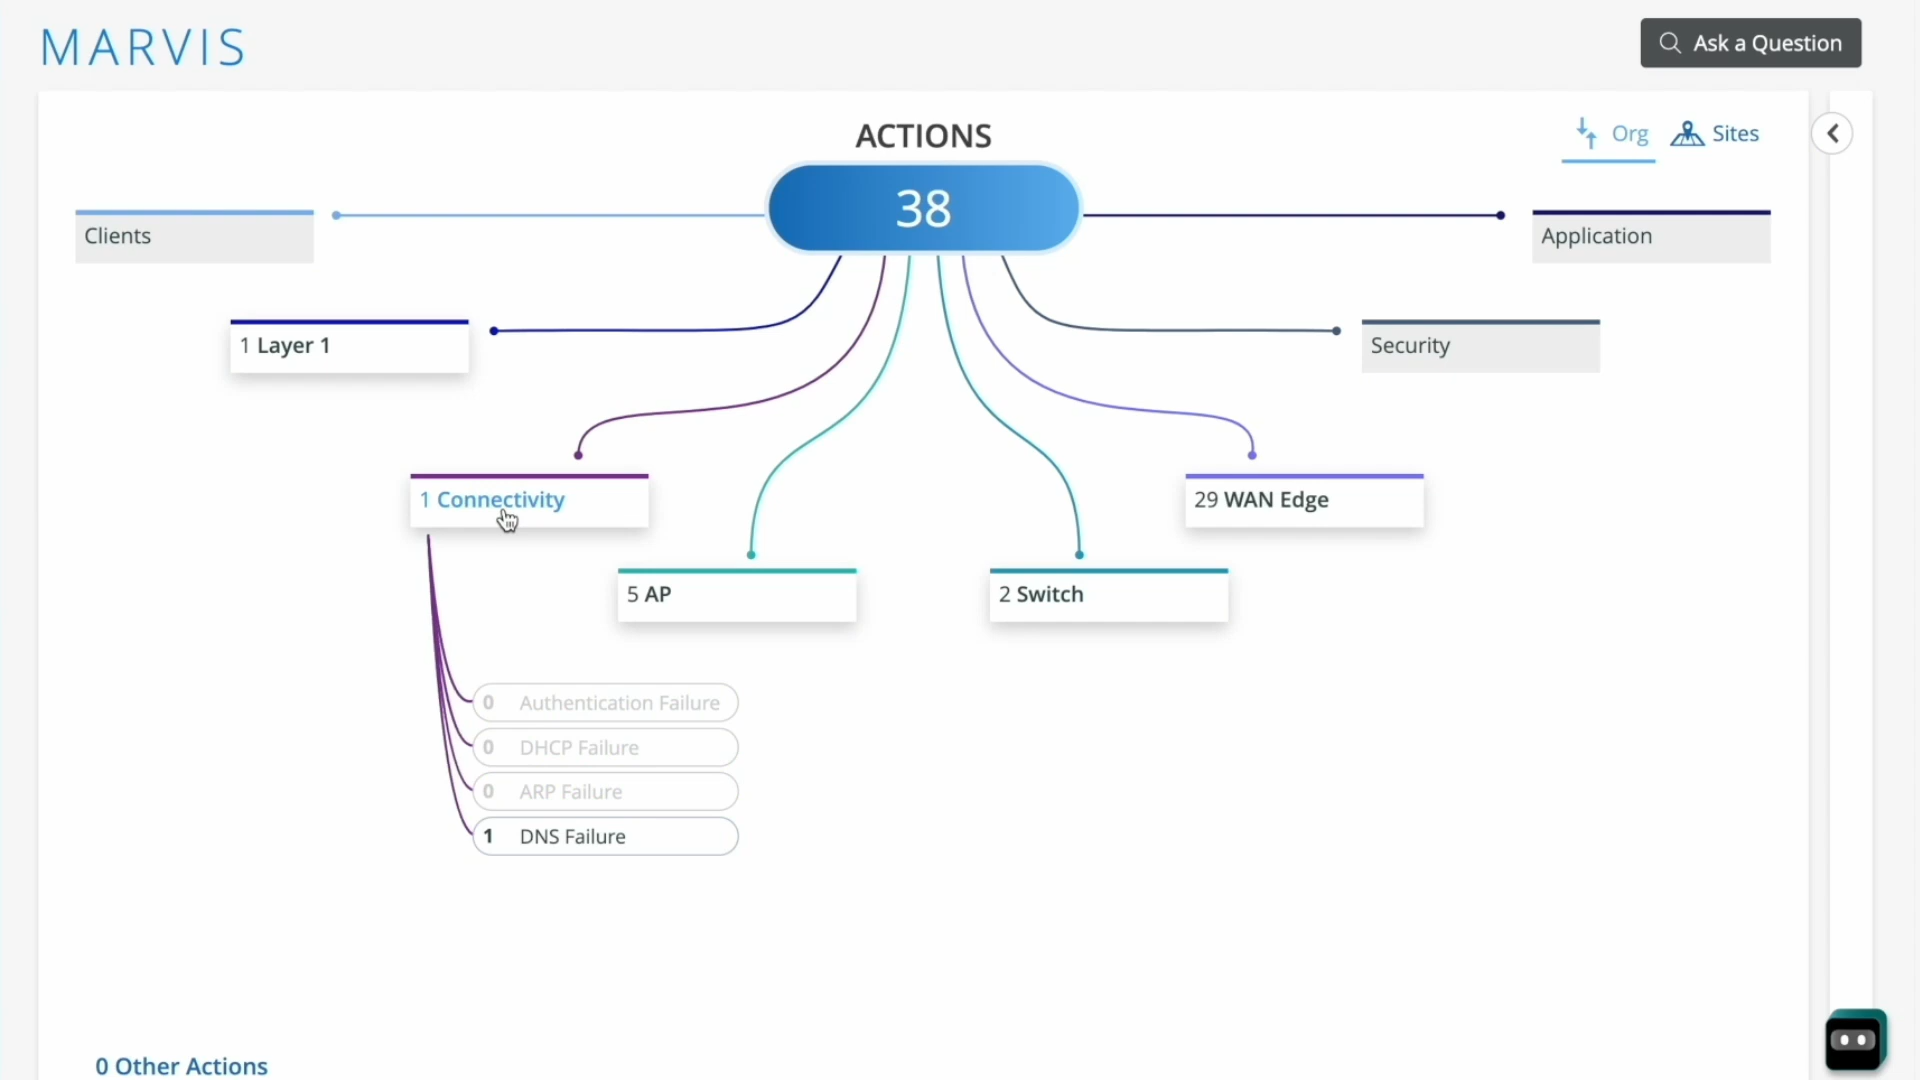 MARVIS
Ask a Question
ACTIONS
Org
Sites
38
Clients
Application
1 Layer 1
Security
1 Connectivity
29 WAN Edge
5 AP
2 Switch
0 Authentication Failure
0 DHCP Failure
0 ARP Failure
1 DNS Failure
0 Other Actions